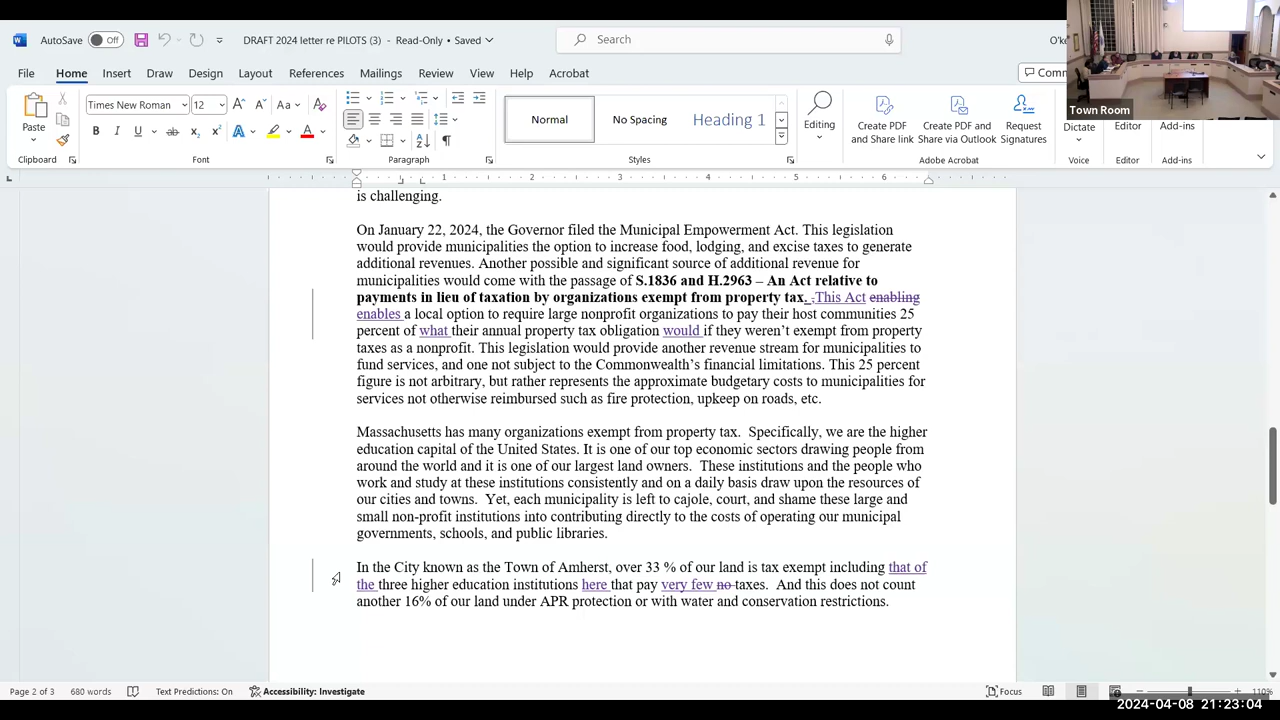 AutoSave Off DRAFT 2024 letter re PILOTS (3) - Read-Only • Saved Search
File Home Insert Draw Design Layout References Mailings Review View Help Acrobat
Town Room
Paste
Times New Roman 12
Normal No Spacing Heading 1
Editing
Create PDF and Share link
Create PDF and Share via Outlook
Request Signatures
Dictate
Editor
Add-ins
Clipboard Font Paragraph Styles Adobe Acrobat Voice Editor Add-ins
1 2 3 4 5 6
is challenging.
On January 22, 2024, the Governor filed the Municipal Empowerment Act. This legislation
would provide municipalities the option to increase food, lodging, and excise taxes to generate
additional revenues. Another possible and significant source of additional revenue for
municipalities would come with the passage of S.1836 and H.2963 – An Act relative to
payments in lieu of taxation by organizations exempt from property tax. ,This Act enabling
enables a local option to require large nonprofit organizations to pay their host communities 25
percent of what their annual property tax obligation would if they weren't exempt from property
taxes as a nonprofit. This legislation would provide another revenue stream for municipalities to
fund services, and one not subject to the Commonwealth's financial limitations. This 25 percent
figure is not arbitrary, but rather represents the approximate budgetary costs to municipalities for
services not otherwise reimbursed such as fire protection, upkeep on roads, etc.
Massachusetts has many organizations exempt from property tax.  Specifically, we are the higher
education capital of the United States. It is one of our top economic sectors drawing people from
around the world and it is one of our largest land owners.  These institutions and the people who
work and study at these institutions consistently and on a daily basis draw upon the resources of
our cities and towns.  Yet, each municipality is left to cajole, court, and shame these large and
small non-profit institutions into contributing directly to the costs of operating our municipal
governments, schools, and public libraries.
In the City known as the Town of Amherst, over 33 % of our land is tax exempt including that of
the three higher education institutions here that pay very few no taxes.  And this does not count
another 16% of our land under APR protection or with water and conservation restrictions.
Page 2 of 3 680 words Text Predictions: On Accessibility: Investigate Focus 110%
2024-04-08 21:23:04